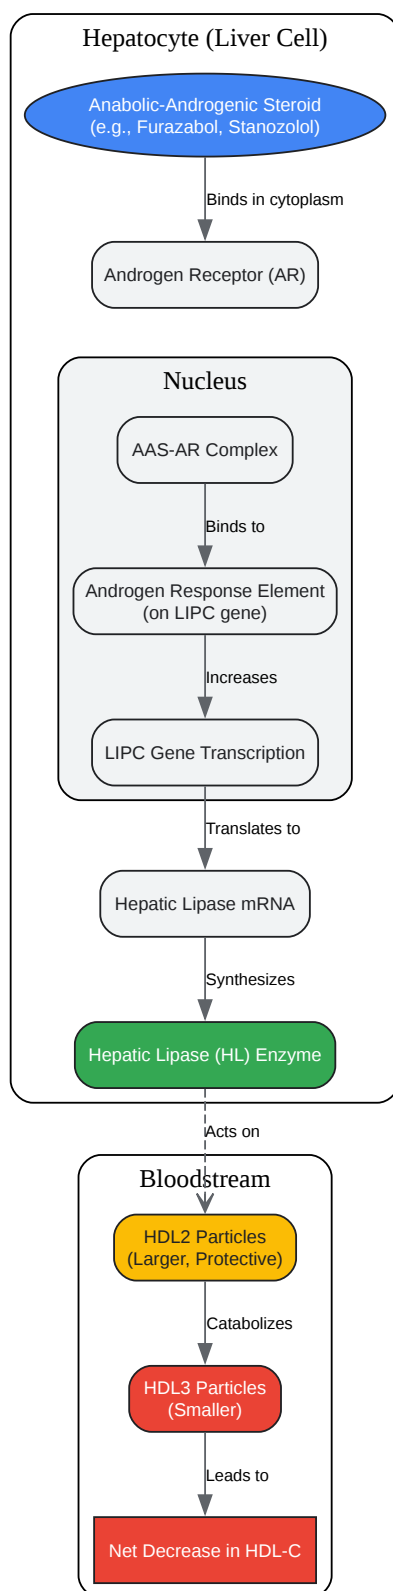 Hepatocyte (Liver Cell)
Anabolic-Androgenic Steroid
(e.g., Furazabol, Stanozolol)
Binds in cytoplasm
Androgen Receptor (AR)
Nucleus
AAS-AR Complex
Binds to
Androgen Response Element
(on LIPC gene)
Increases
LIPC Gene Transcription
Translates to
Hepatic Lipase mRNA
Synthesizes
Hepatic Lipase (HL) Enzyme
Acts on
Bloodstream
HDL2 Particles
(Larger, Protective)
Catabolizes
HDL3 Particles
(Smaller)
Leads to
Net Decrease in HDL-C